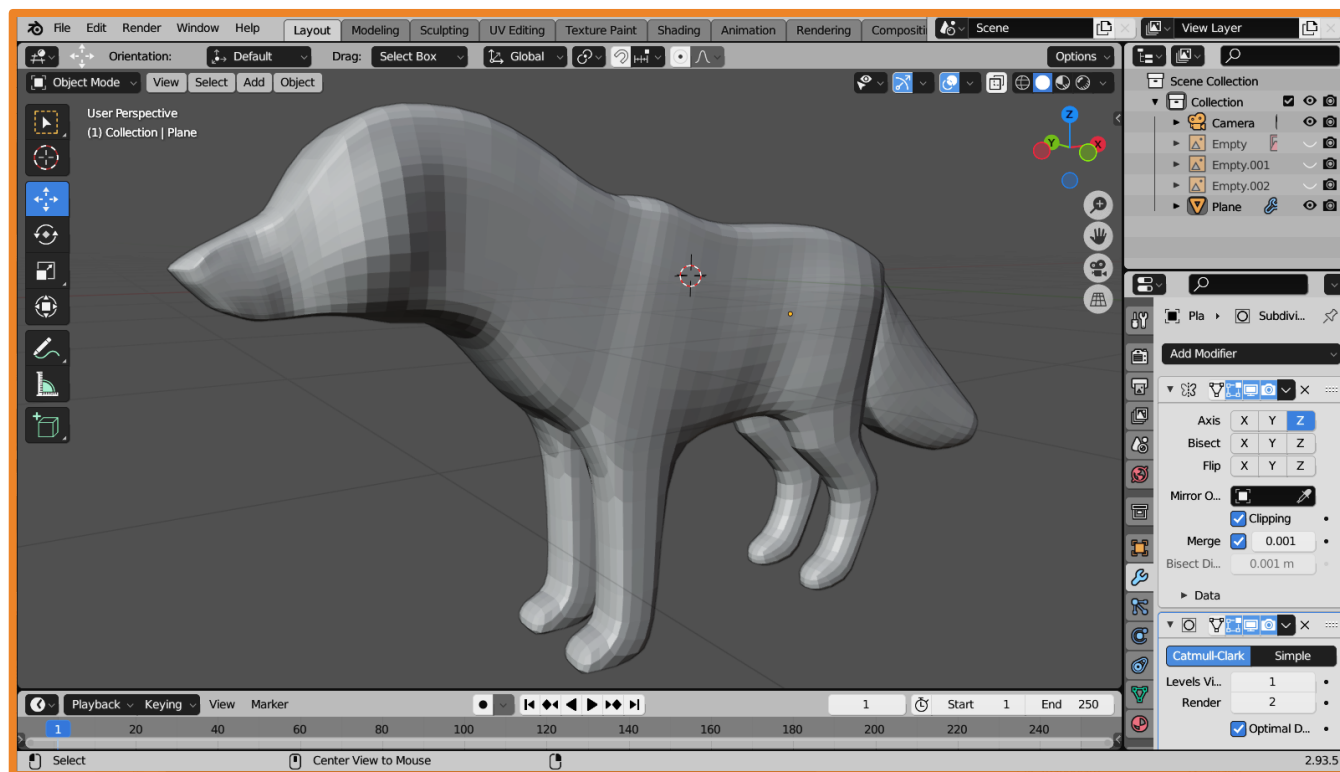 File Edit Render Window Help Layout Modeling Sculpting UV Editing Texture Paint Shading Animation Rendering Compositi Scene View Layer
Orientation: Default Drag: Select Box Global Options
Object Mode View Select Add Object
User Perspective
(1) Collection | Plane
Z
Y
X
Scene Collection
Collection
Camera
Empty
Empty.001
Empty.002
Plane
Pla Subdivi...
Add Modifier
Axis X Y Z
Bisect X Y Z
Flip X Y Z
Mirror O...
Clipping
Merge 0.001
Bisect Di... 0.001 m
Data
Catmull-Clark Simple
Levels Vi... 1
Render 2
Optimal D...
Playback Keying View Marker 1 Start 1 End 250
1 20 40 60 80 100 120 140 160 180 200 220 240
Select Center View to Mouse 2.93.5